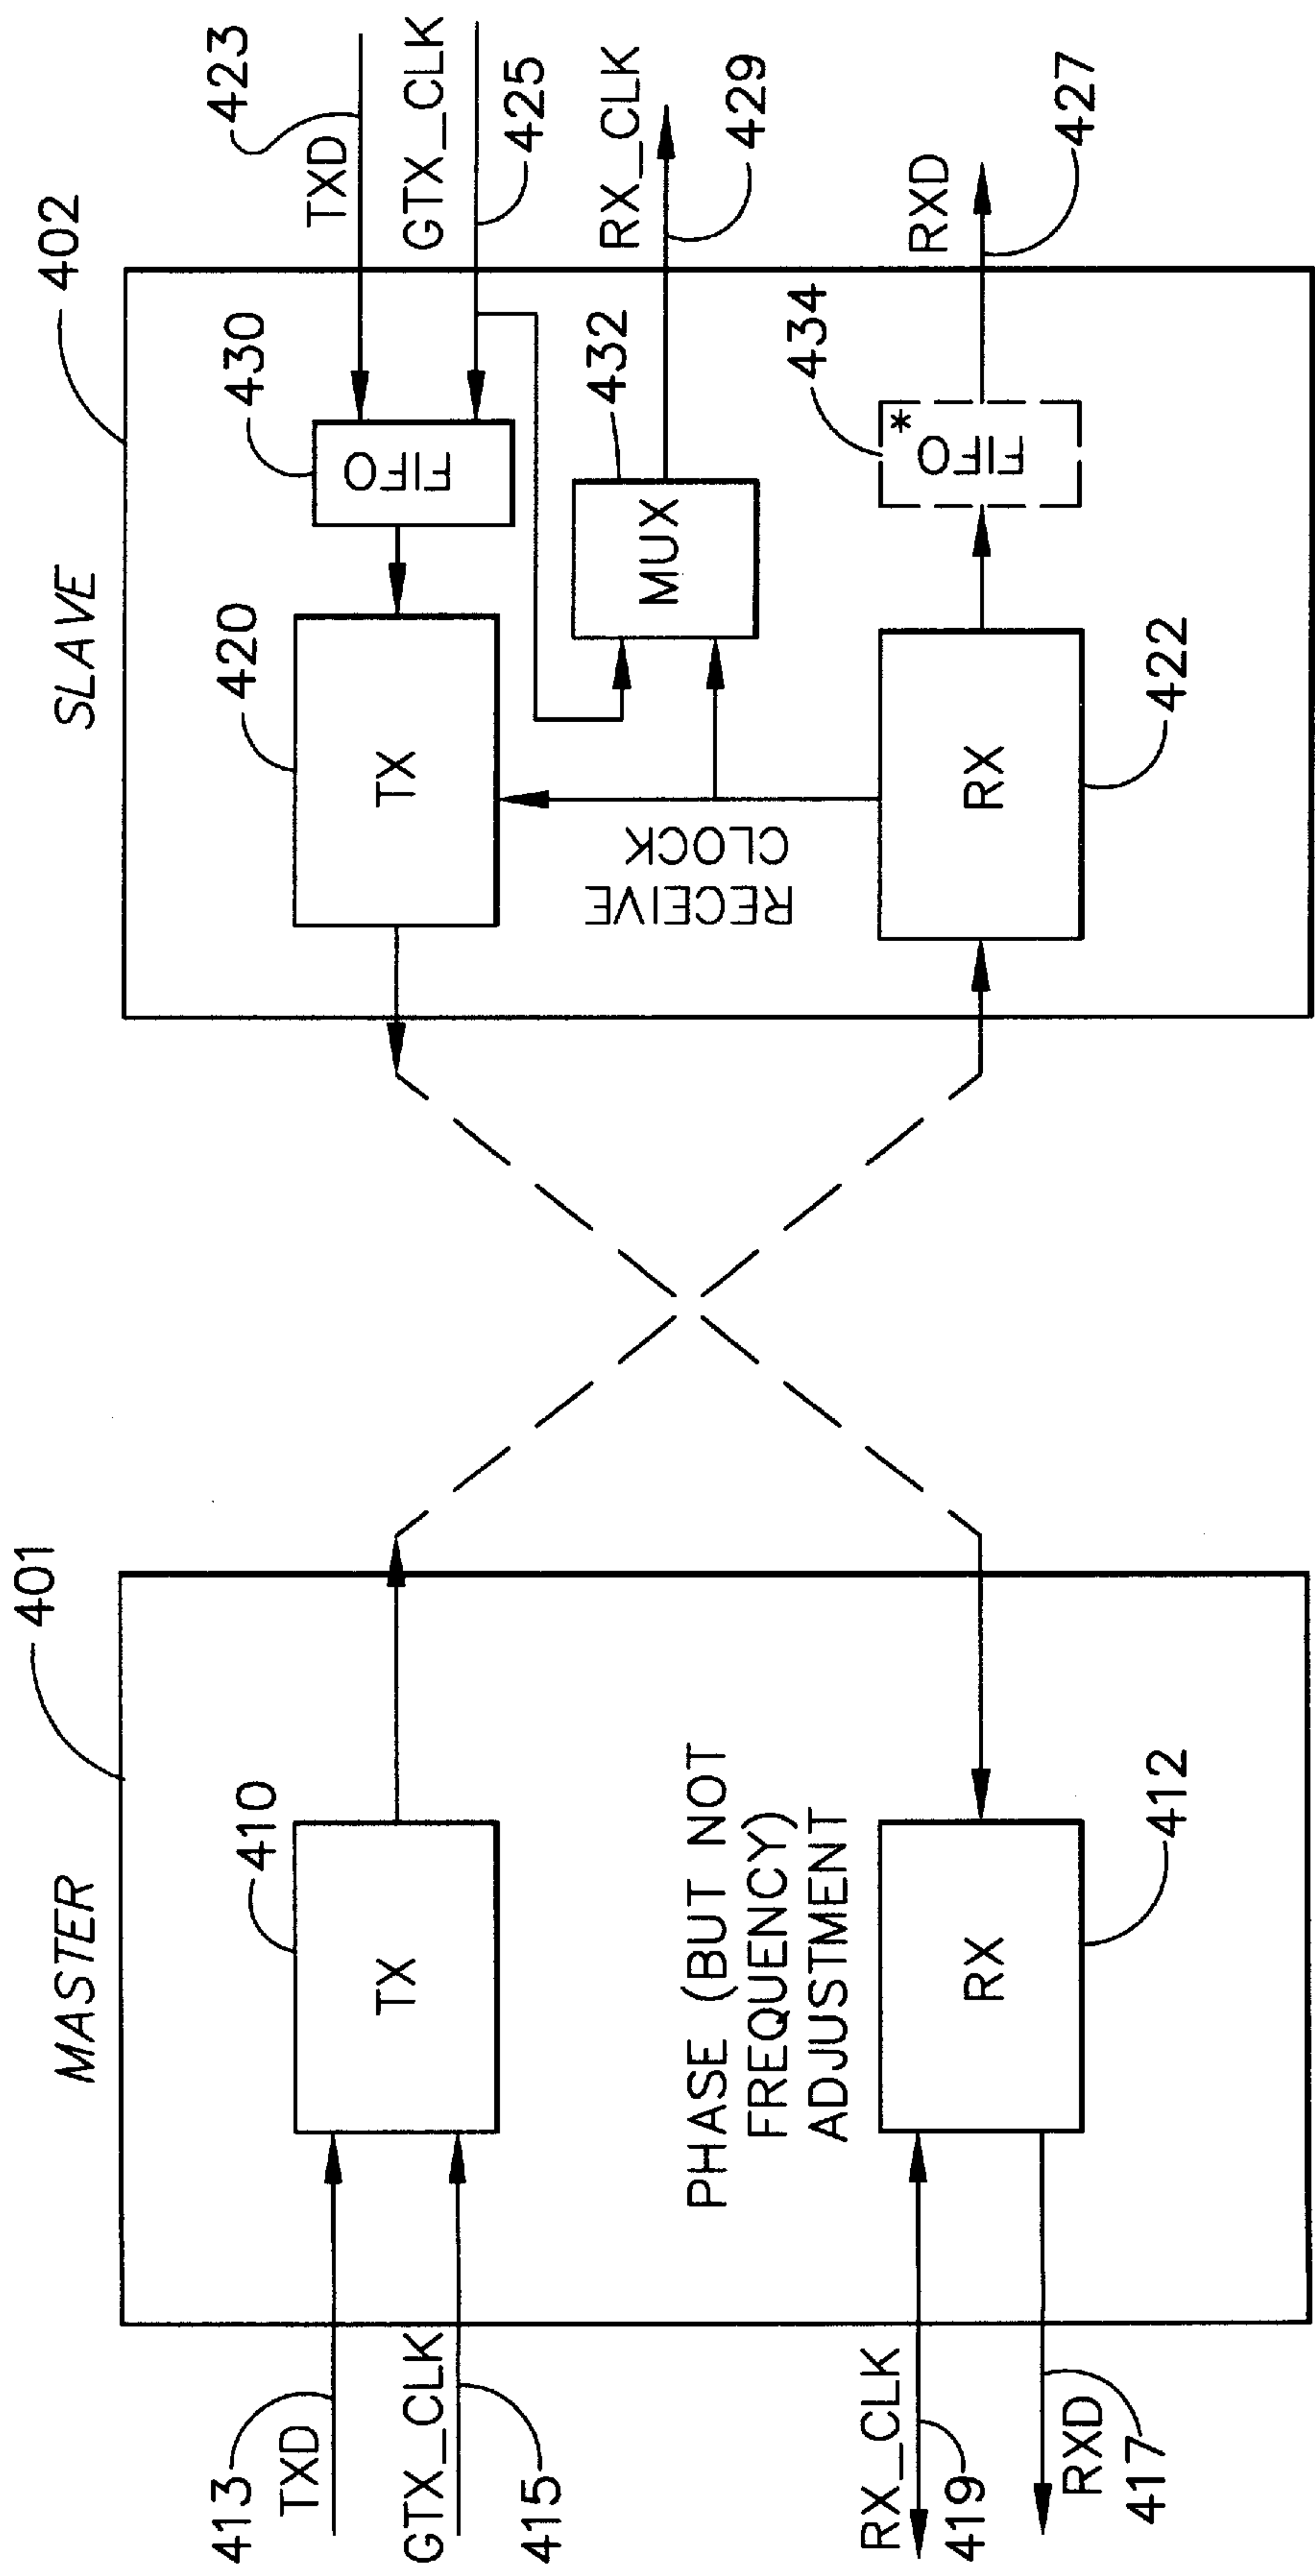 MASTER
401
410
TX
413
TXD
GTX_CLK
415
PHASE (BUT NOT
FREQUENCY)
ADJUSTMENT
RX
412
RX_CLK
419
RXD
417
SLAVE
402
420
TX
430
FIFO
TXD
423
GTX_CLK
425
RECEIVE
CLOCK
432
MUX
RX_CLK
429
RX
422
434
FIFO *
RXD
427